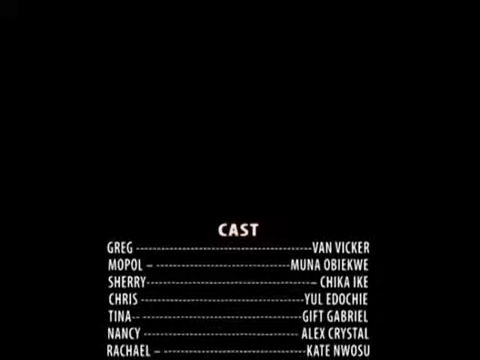 CAST
GREG ------------------------------------------VAN VICKER
MOPOL – --------------------------------MUNA OBIEKWE
SHERRY---------------------------------------– CHIKA IKE
CHRIS ---------------------------------------YUL EDOCHIE
TINA-- --------------------------------------GIFT GABRIEL
NANCY --------------------------------------ALEX CRYSTAL
RACHAEL – -----------------------------------KATE NWOSU